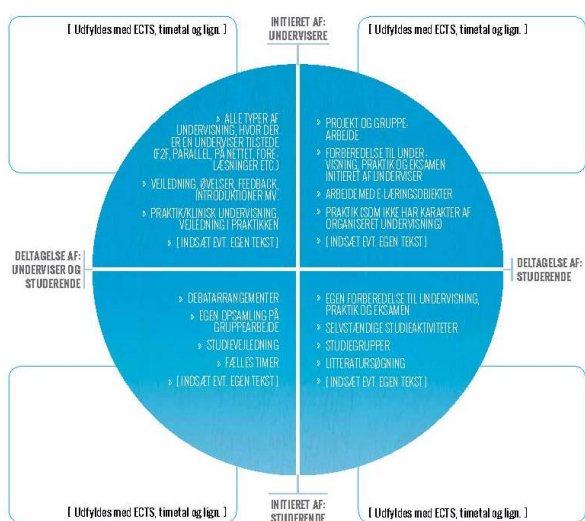 [ Udfyldes med ECTS, timetal og lign. ]
INITIERET AF:
UNDERVISERE
[ Udfyldes med ECTS, timetal og lign. ]
» ALLE TYPER AF
UNDERVISNING, HVOR DER
ER EN UNDERVISER TILSTEDE
(F2F, PARALLEL, PÅ NETTET, FORE-
LÆSNINGER ETC.)
» VEJLEDNING, ØVELSER, FEEDBACK,
INTRODUKTIONER MV.
» PRAKTIK/KLINISK UNDERVISNING,
VEJLEDNING I PRAKTIKKEN
» [ INDSÆT EVT. EGEN TEKST ]
» PROJEKT OG GRUPPE-
ARBEJDE
» FORBEREDELSE TIL UNDER-
VISNING, PRAKTIK OG EKSAMEN
INITIERET AF UNDERVISER
» ARBEJDE MED E-LÆRINGSOBJEKTER
» PRAKTIK (SOM IKKE HAR KARAKTER AF
ORGANISERET UNDERVISNING)
» [ INDSÆT EVT. EGEN TEKST ]
DELTAGELSE AF:
UNDERVISER OG
STUDERENDE
DELTAGELSE AF:
STUDERENDE
» DEBATARRANGEMENTER
» EGEN OPSAMLING PÅ
GRUPPEARBEJDE
» STUDIEVEJLEDNING
» FÆLLES TIMER
» [ INDSÆT EVT. EGEN TEKST ]
» EGEN FORBEREDELSE TIL UNDERVISNING,
PRAKTIK OG EKSAMEN
» SELVSTÆNDIGE STUDIEAKTIVITETER
» STUDIEGRUPPER
» LITTERATURSØGNING
» [ INDSÆT EVT. EGEN TEKST ]
[ Udfyldes med ECTS, timetal og lign. ]
INITIERET AF:
STUDERENDE
[ Udfyldes med ECTS, timetal og lign. ]